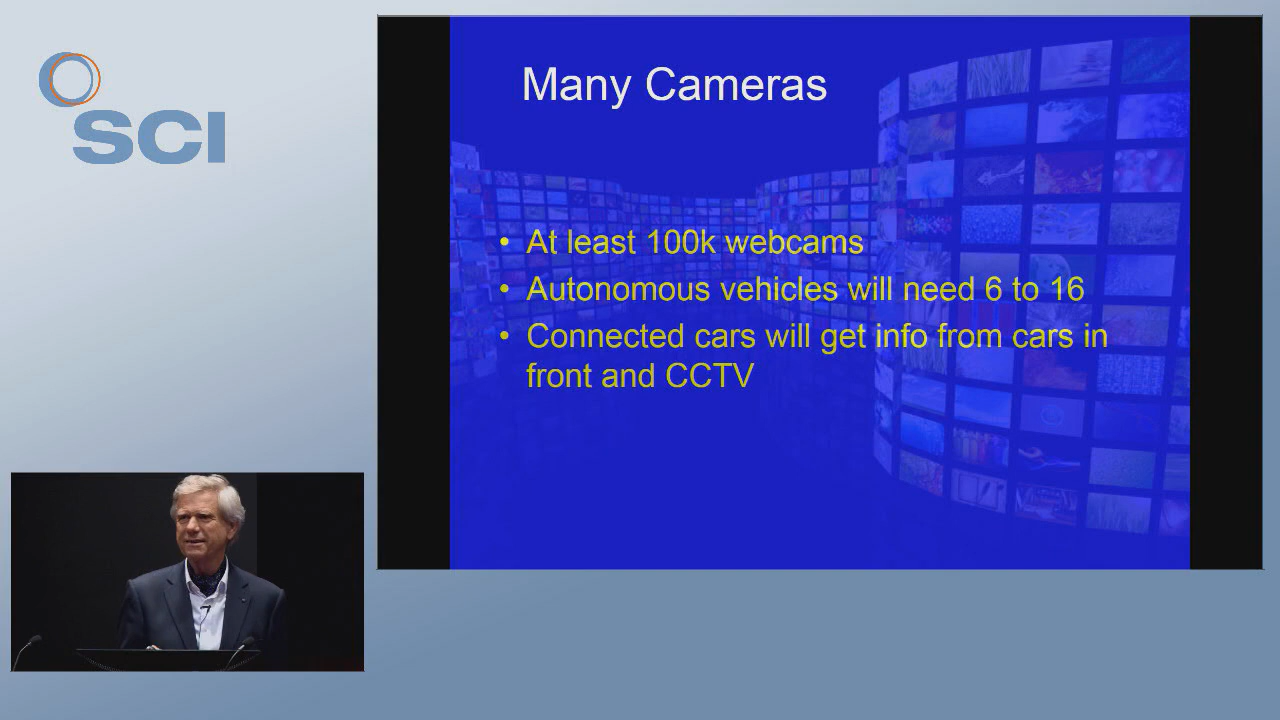 SCI
Many Cameras
• At least 100k webcams
• Autonomous vehicles will need 6 to 16
• Connected cars will get info from cars in
front and CCTV